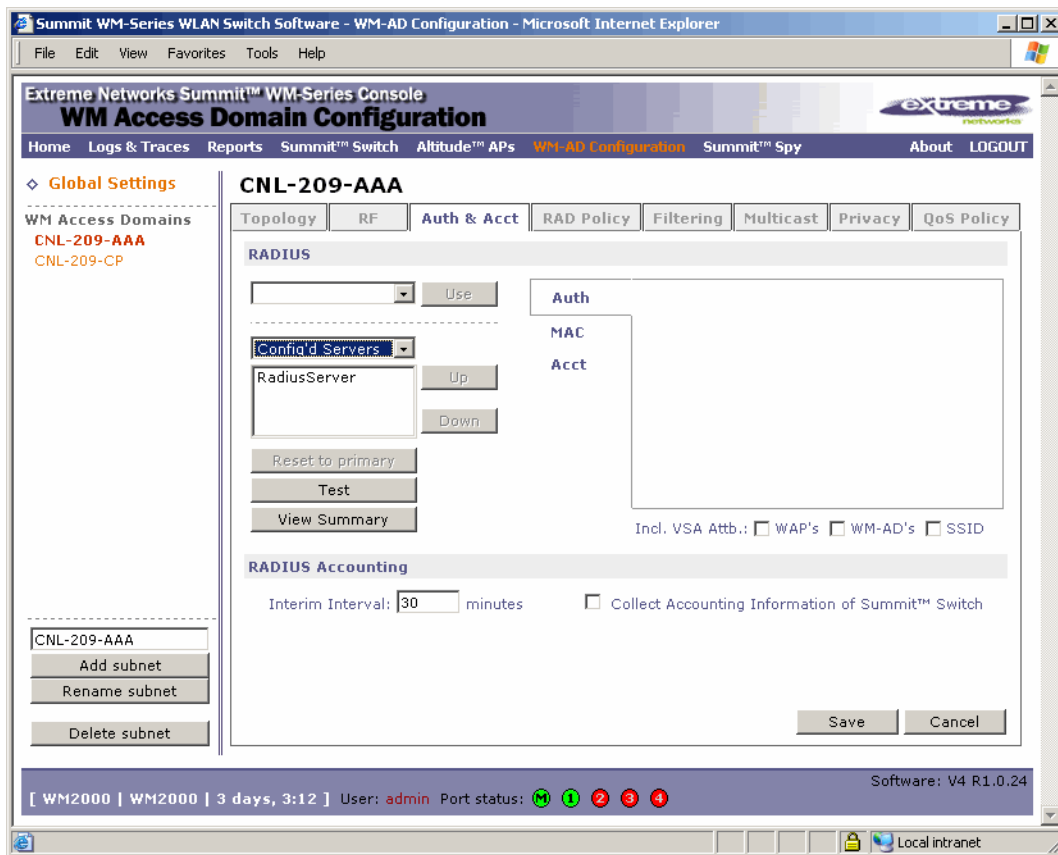 Summit WM-Series WLAN Switch Software - WM-AD Configuration - Microsoft Internet Explorer
File Edit View Favorites Tools Help
Extreme Networks Summit™ WM-Series Console
WM Access Domain Configuration
extreme
networks
Home Logs & Traces Reports Summit™ Switch Altitude™ APs WM-AD Configuration Summit™ Spy About LOGOUT
Global Settings
WM Access Domains
CNL-209-AAA
CNL-209-CP
CNL-209-AAA
Topology RF Auth & Acct RAD Policy Filtering Multicast Privacy QoS Policy
RADIUS
Use
Config'd Servers
RadiusServer
Up
Down
Reset to primary
Test
View Summary
Auth
MAC
Acct
Incl. VSA Attb.: WAP's WM-AD's SSID
RADIUS Accounting
Interim Interval: 30 minutes Collect Accounting Information of Summit™ Switch
CNL-209-AAA
Add subnet
Rename subnet
Delete subnet
Save Cancel
Software: V4 R1.0.24
[ WM2000 | WM2000 | 3 days, 3:12 ] User: admin Port status: M 1 2 3 4
Local intranet